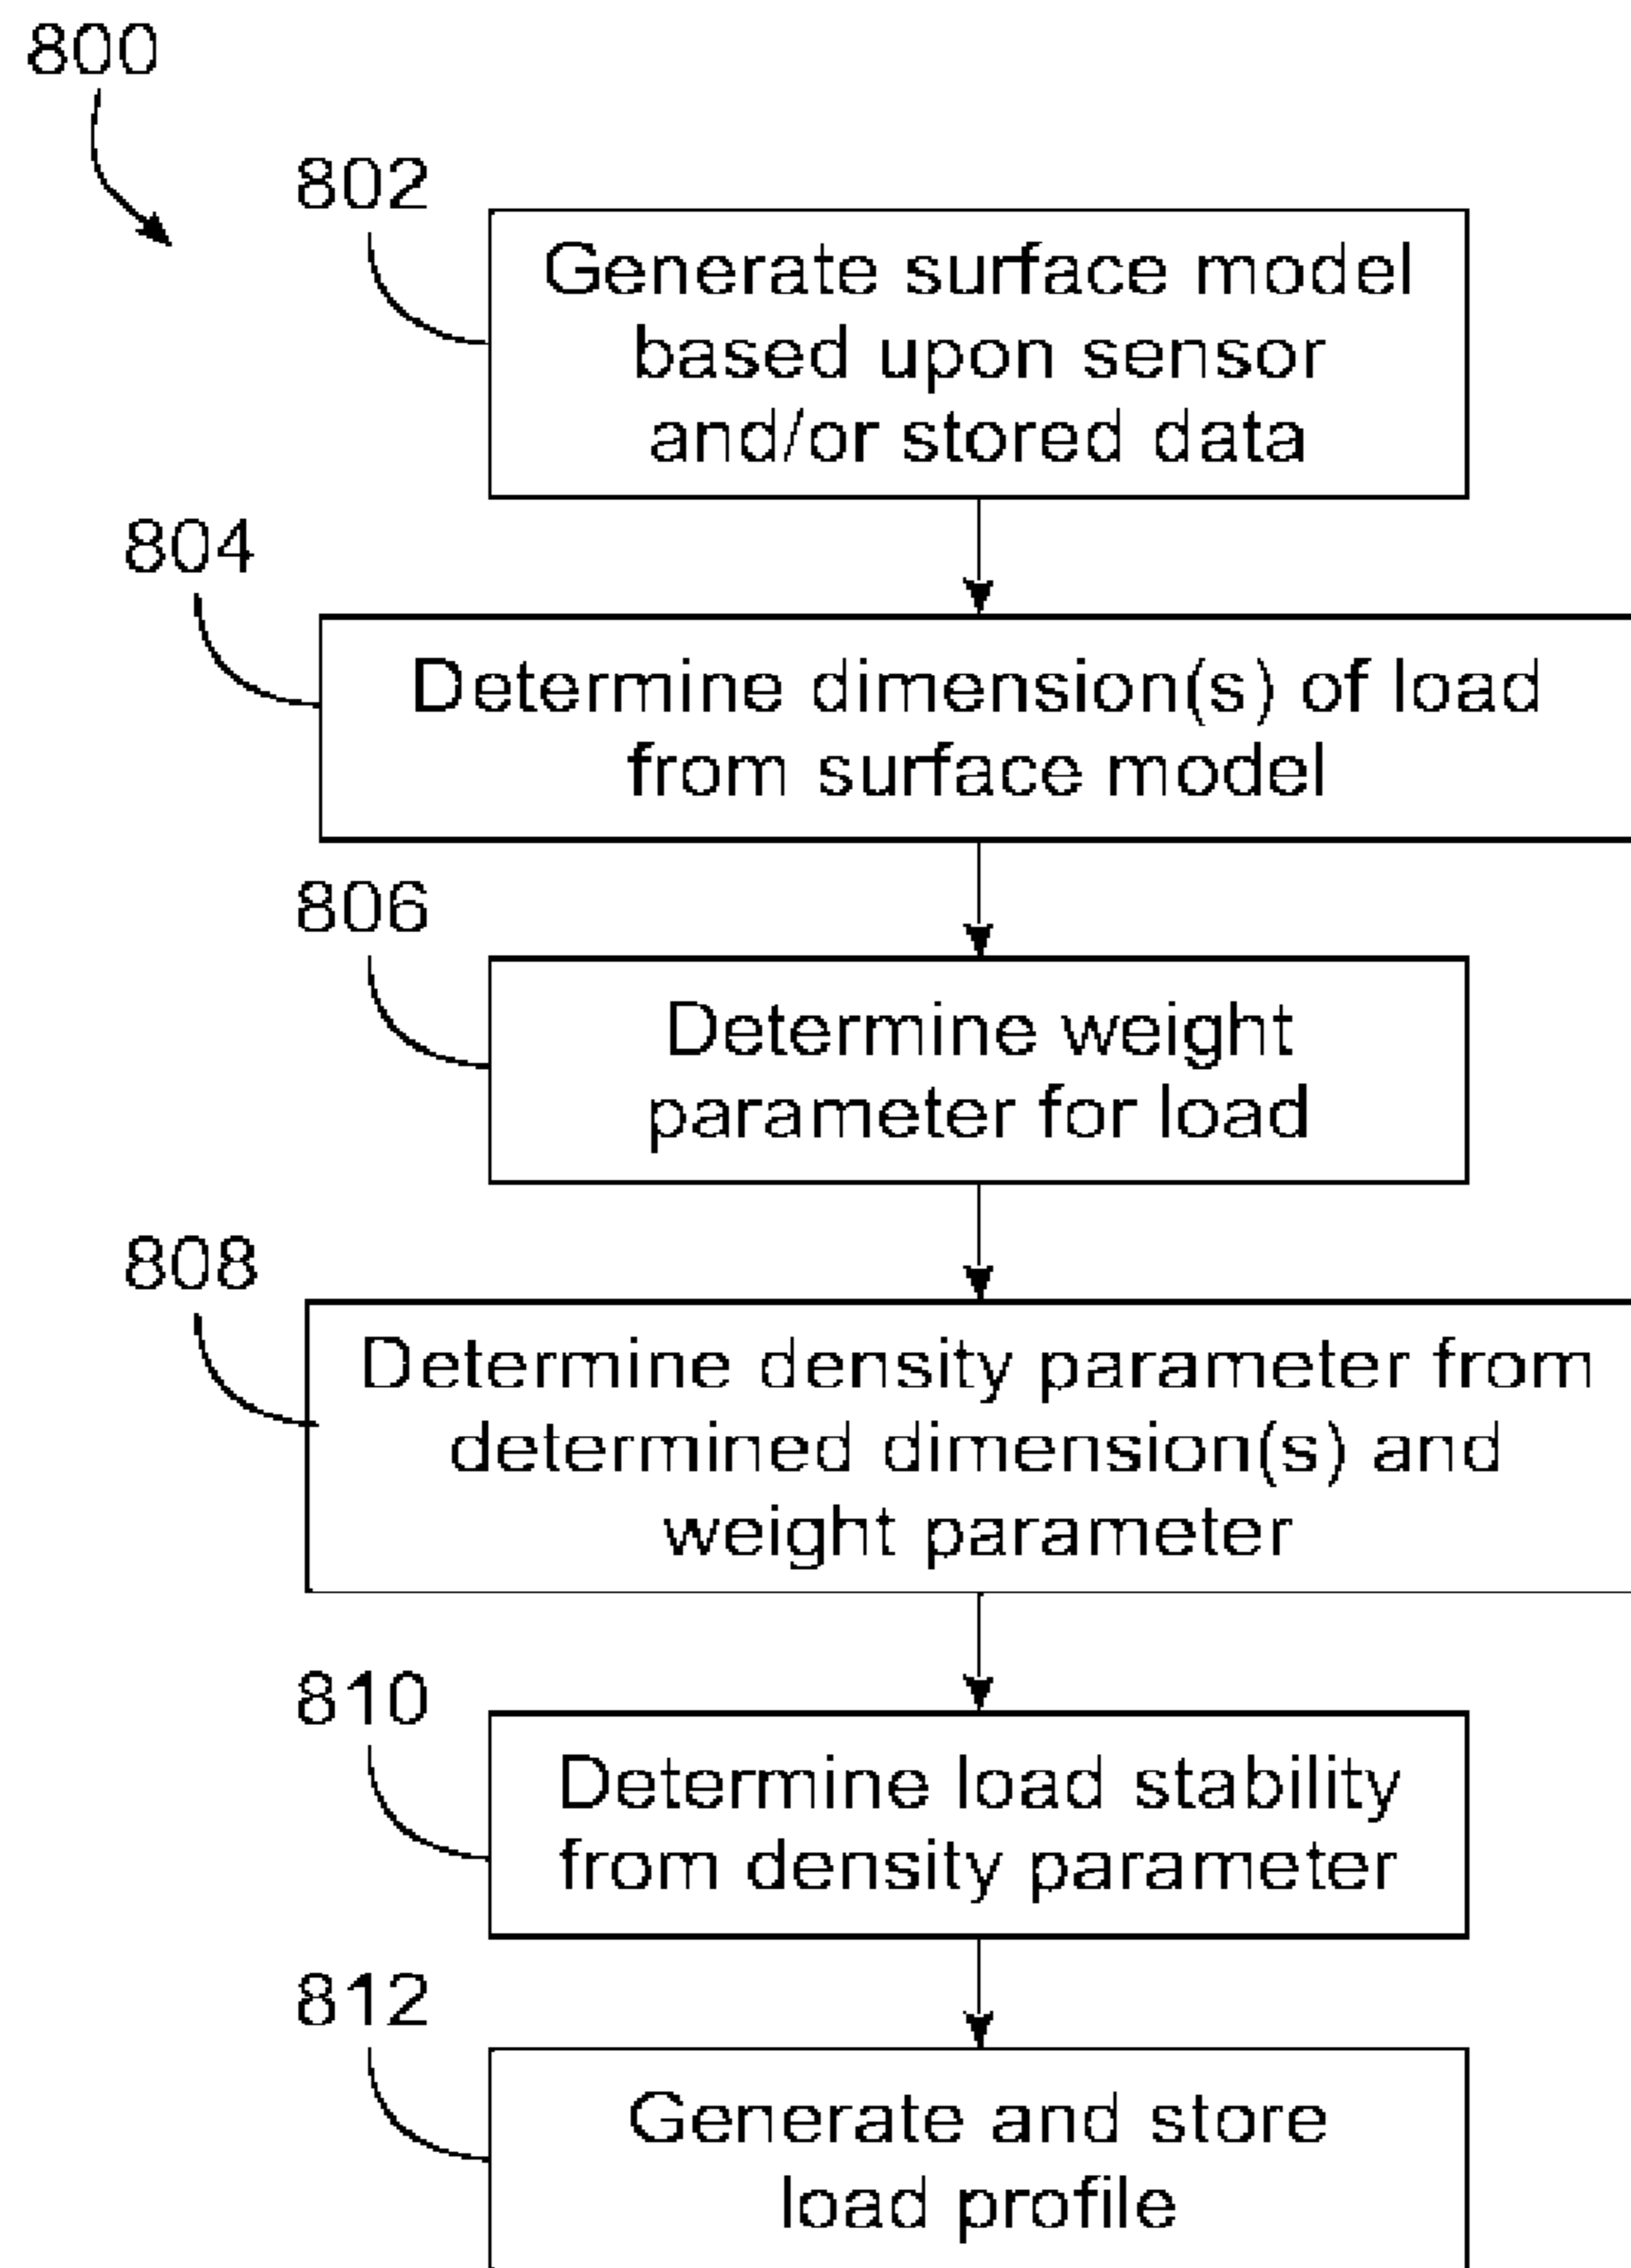 800
802
Generate surface model
based upon sensor
and/or stored data
804
Determine dimension(s) of load
from surface model
806
Determine weight
parameter for load
808
Determine density parameter from
determined dimension(s) and
weight parameter
810
Determine load stability
from density parameter
812
Generate and store
load profile